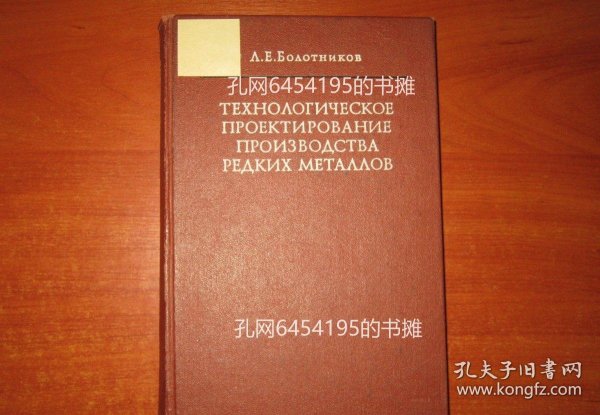 Л.Е.Болотников
孔网6454195的书摊
ТЕХНОЛОГИЧЕСКОЕ
ПРОЕКТИРОВАНИЕ
ПРОИЗВОДСТВА
РЕДКИХ МЕТАЛЛОВ
孔网6454195的书摊
孔夫子旧书网
www.kongfz.com